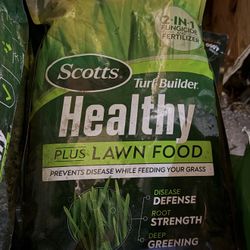 2-IN-1
FUNGICIDE
FERTILIZER
Scotts
Turf Builder
Healthy
PLUS LAWN FOOD
PREVENTS DISEASE WHILE FEEDING YOUR GRASS
DISEASE
DEFENSE
ROOT
STRENGTH
DEEP
GREENING